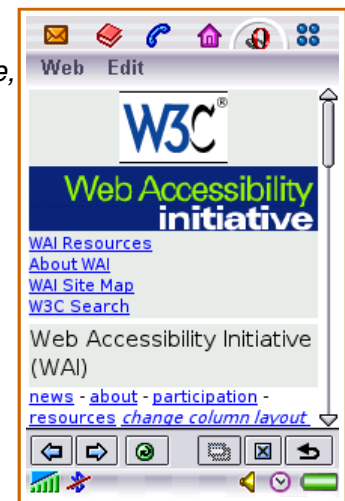 e,
Web Edit
W3C®
Web Accessibility
initiative
WAI Resources
About WAI
WAI Site Map
W3C Search
Web Accessibility Initiative
(WAI)
news - about - participation -
resources change column layout